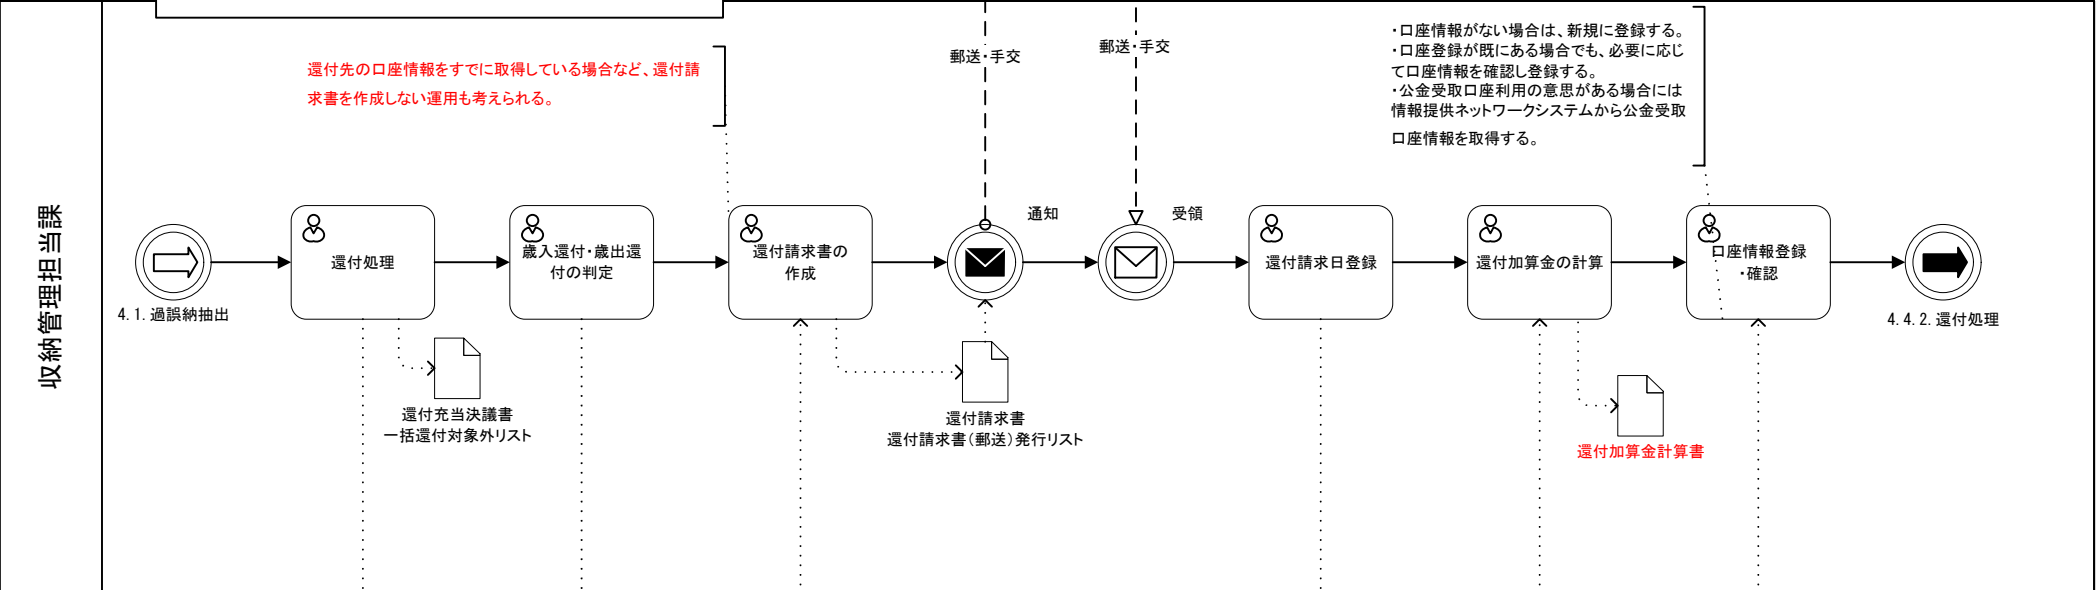 収納管理担当課
還付先の口座情報をすでに取得している場合など、還付請
求書を作成しない運用も考えられる。
郵送・手交
郵送・手交
・口座情報がない場合は、新規に登録する。
・口座登録が既にある場合でも、必要に応じ
て口座情報を確認し登録する。
・公金受取口座利用の意思がある場合には
情報提供ネットワークシステムから公金受取
口座情報を取得する。
4.1.過誤納抽出
還付処理
歳入還付・歳出還
付の判定
還付請求書の
作成
通知
受領
還付請求日登録
還付加算金の計算
口座情報登録
・確認
4.4.2.還付処理
還付充当決議書
一括還付対象外リスト
還付請求書
還付請求書(郵送)発行リスト
還付加算金計算書